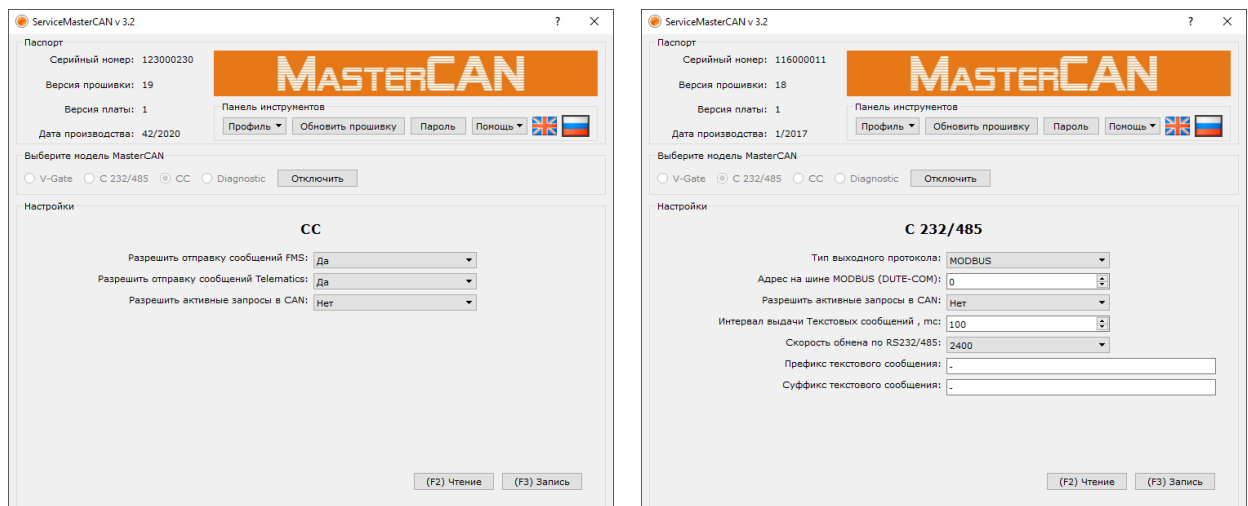 ServiceMasterCAN v 3.2
?
Паспорт
Серийный номер: 123000230
Версия прошивки: 19
Версия платы: 1
Дата производства: 42/2020
MASTERCAN
Панель инструментов
Профиль Обновить прошивку Пароль Помощь
Выберите модель MasterCAN
V-Gate C 232/485 CC Diagnostic Отключить
Настройки
CC
Разрешить отправку сообщений FMS: Да
Разрешить отправку сообщений Telematics: Да
Разрешить активные запросы в CAN: Нет
(F2) Чтение (F3) Запись
ServiceMasterCAN v 3.2
?
Паспорт
Серийный номер: 116000011
Версия прошивки: 18
Версия платы: 1
Дата производства: 1/2017
MASTERCAN
Панель инструментов
Профиль Обновить прошивку Пароль Помощь
Выберите модель MasterCAN
V-Gate C 232/485 CC Diagnostic Отключить
Настройки
C 232/485
Тип выходного протокола: MODBUS
Адрес на шине MODBUS (DUTE-COM): 0
Разрешить активные запросы в CAN: Нет
Интервал выдачи Текстовых сообщений , mc: 100
Скорость обмена по RS232/485: 2400
Префикс текстового сообщения: -
Суффикс текстового сообщения: -
(F2) Чтение (F3) Запись